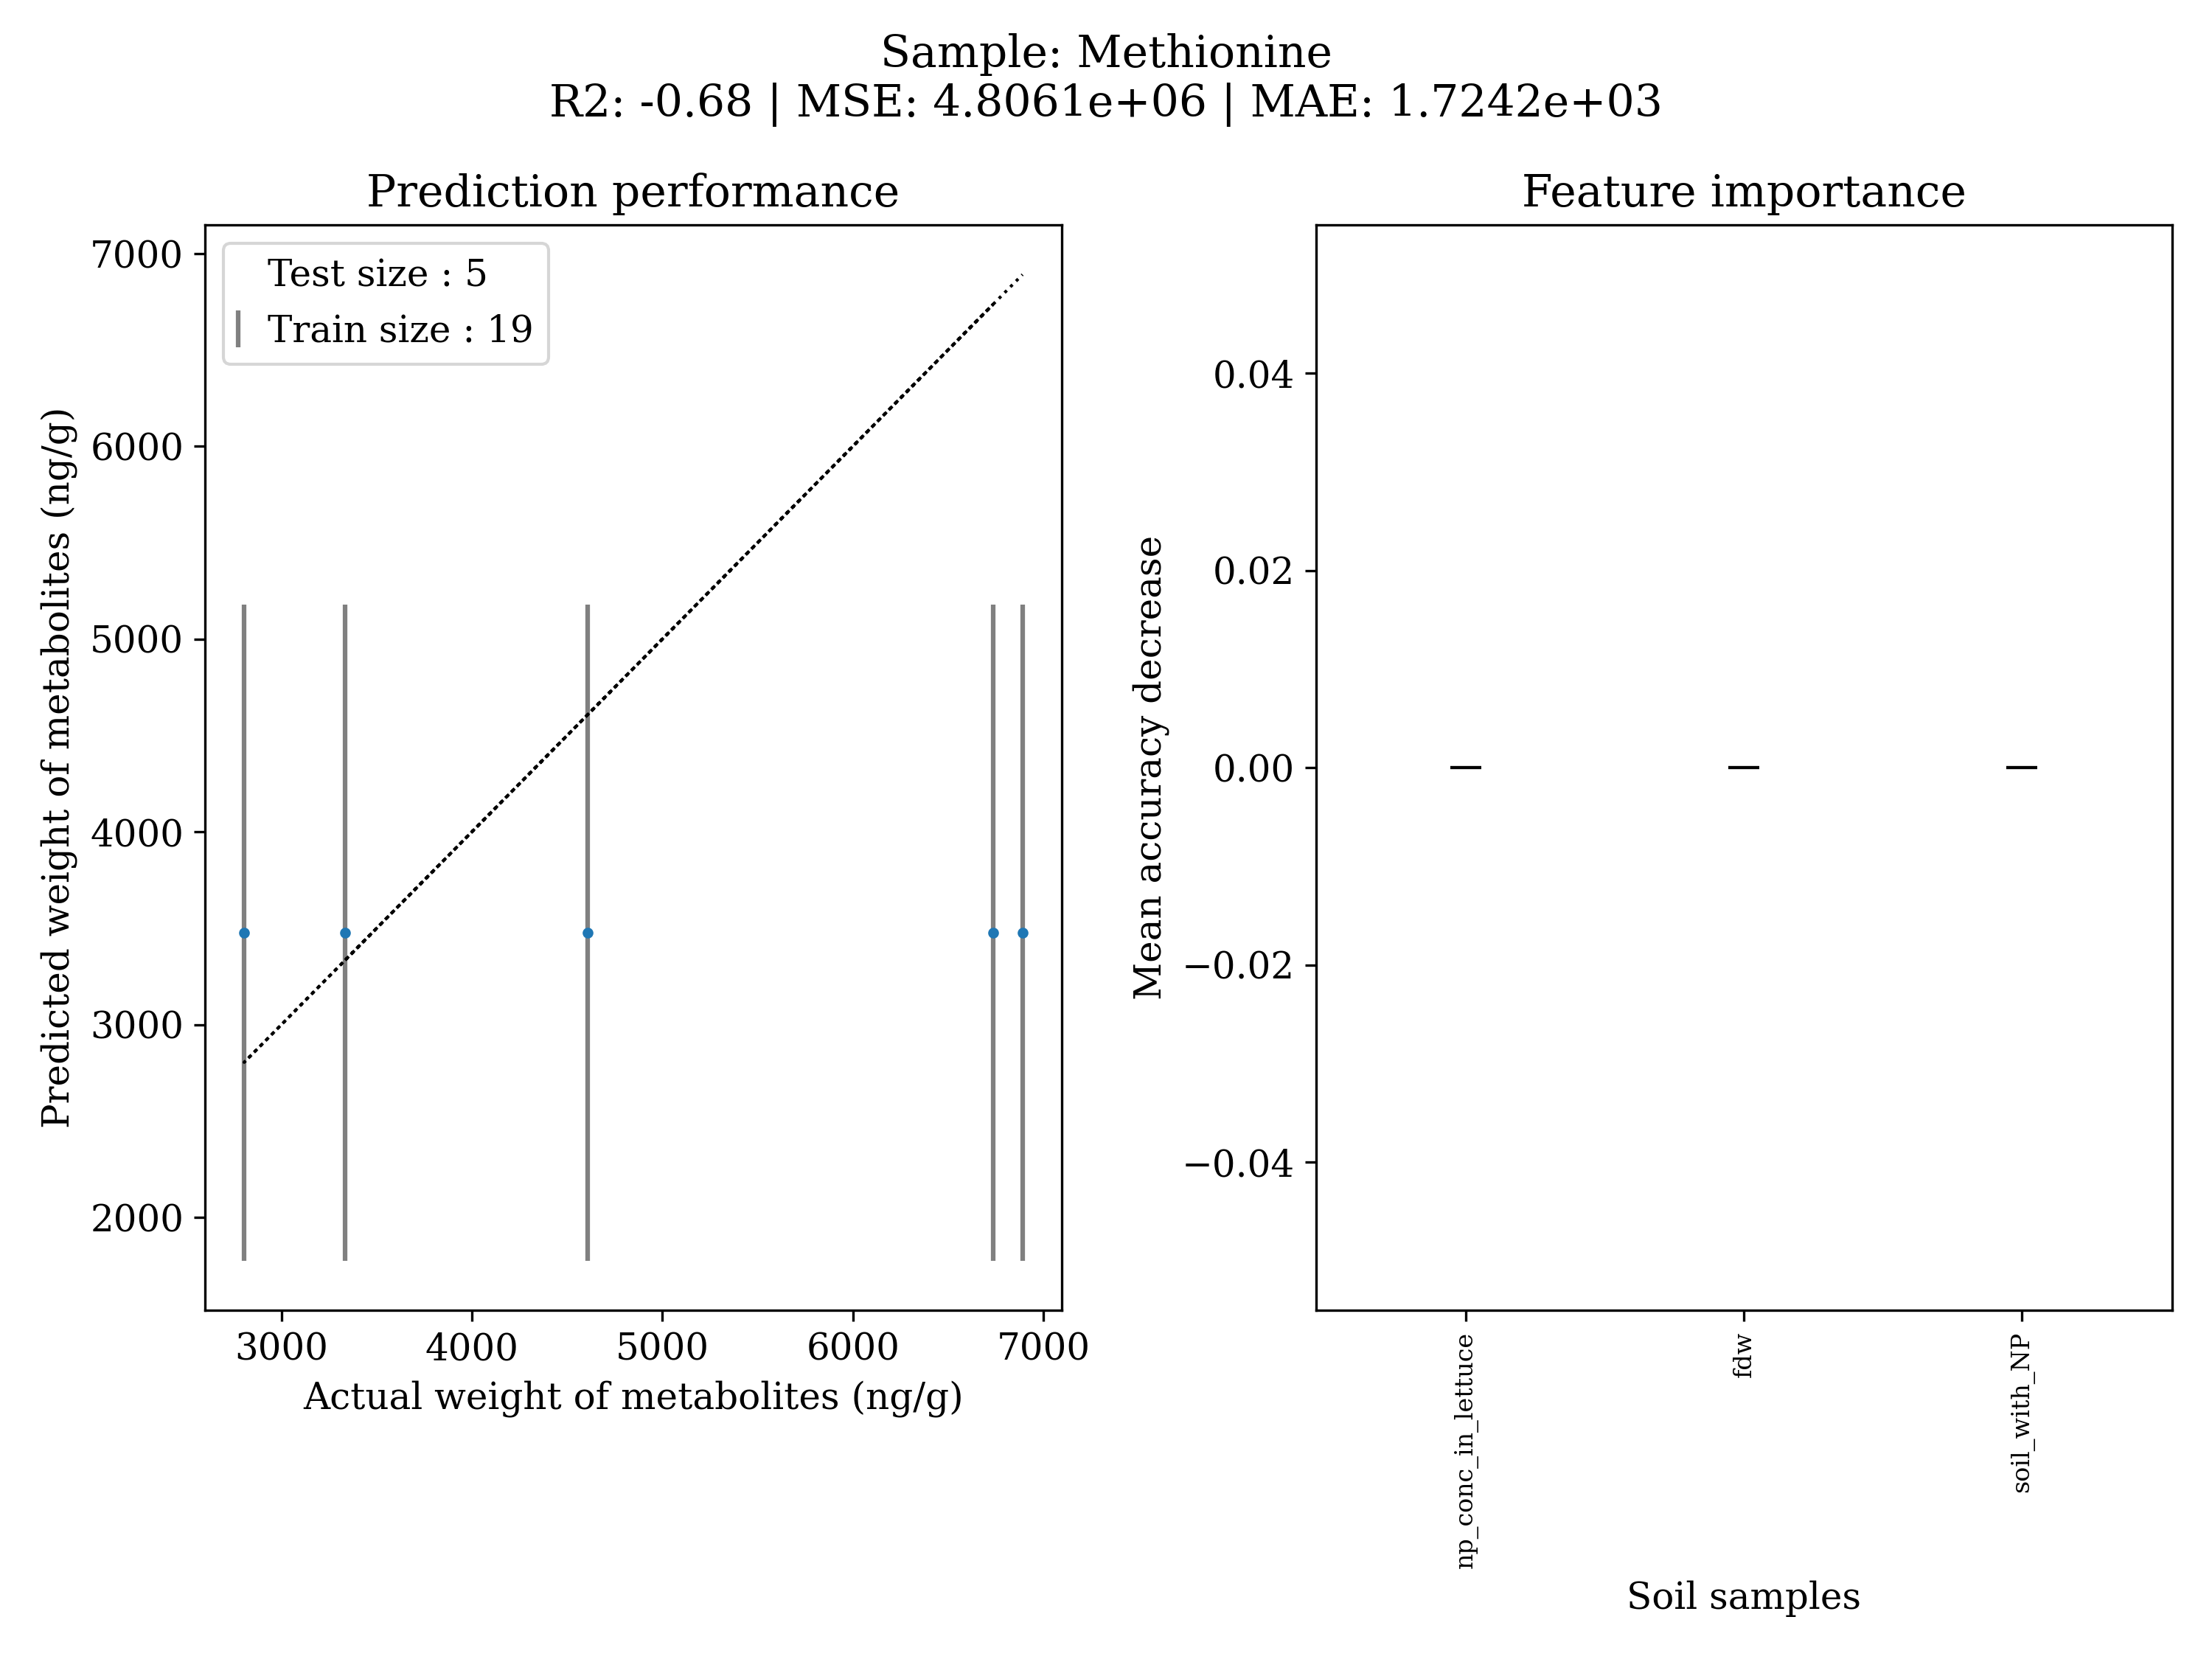 Sample: Methionine
R2: -0.68 | MSE: 4.8061e+06 | MAE: 1.7242e+03
Prediction performance
Test size : 5
Train size : 19
7000
6000
5000
4000
3000
2000
Predicted weight of metabolites (ng/g)
3000 4000 5000 6000 7000
Actual weight of metabolites (ng/g)
Feature importance
0.04
0.02
0.00
−0.02
−0.04
Mean accuracy decrease
np_conc_in_lettuce
fdw
soil_with_NP
Soil samples